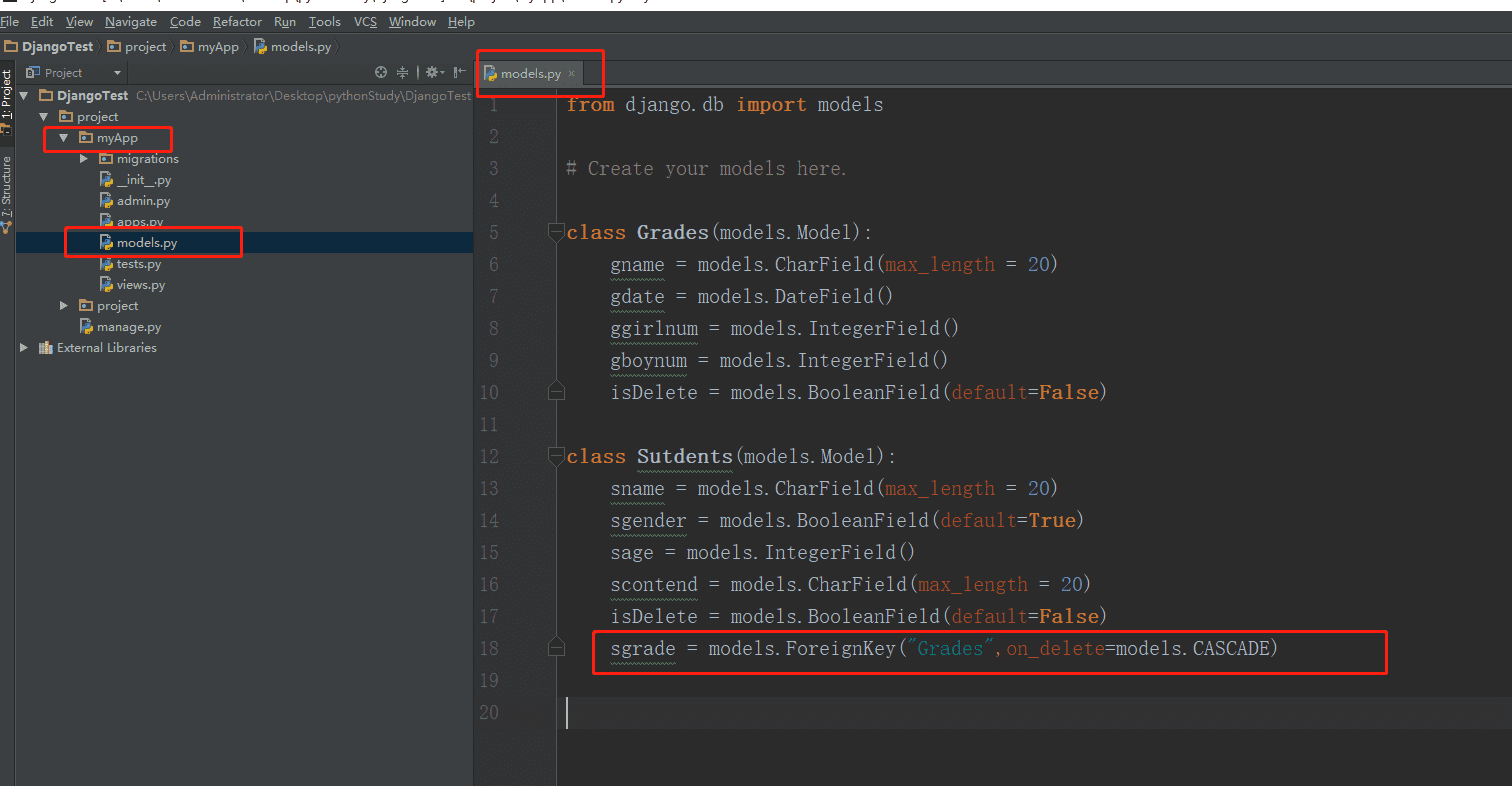 File Edit View Navigate Code Refactor Run Tools VCS Window Help
DjangoTest project myApp models.py
Project
models.py
1: Project
7: Structure
DjangoTest C:\Users\Administrator\Desktop\pythonStudy\DjangoTest
project
myApp
migrations
__init__.py
admin.py
apps.py
models.py
tests.py
views.py
project
manage.py
External Libraries
1 from django.db import models
2
3 # Create your models here.
4
5 class Grades(models.Model):
6 gname = models.CharField(max_length = 20)
7 gdate = models.DateField()
8 ggirlnum = models.IntegerField()
9 gboynum = models.IntegerField()
10 isDelete = models.BooleanField(default=False)
11
12 class Sutdents(models.Model):
13 sname = models.CharField(max_length = 20)
14 sgender = models.BooleanField(default=True)
15 sage = models.IntegerField()
16 scontend = models.CharField(max_length = 20)
17 isDelete = models.BooleanField(default=False)
18 sgrade = models.ForeignKey("Grades",on_delete=models.CASCADE)
19
20